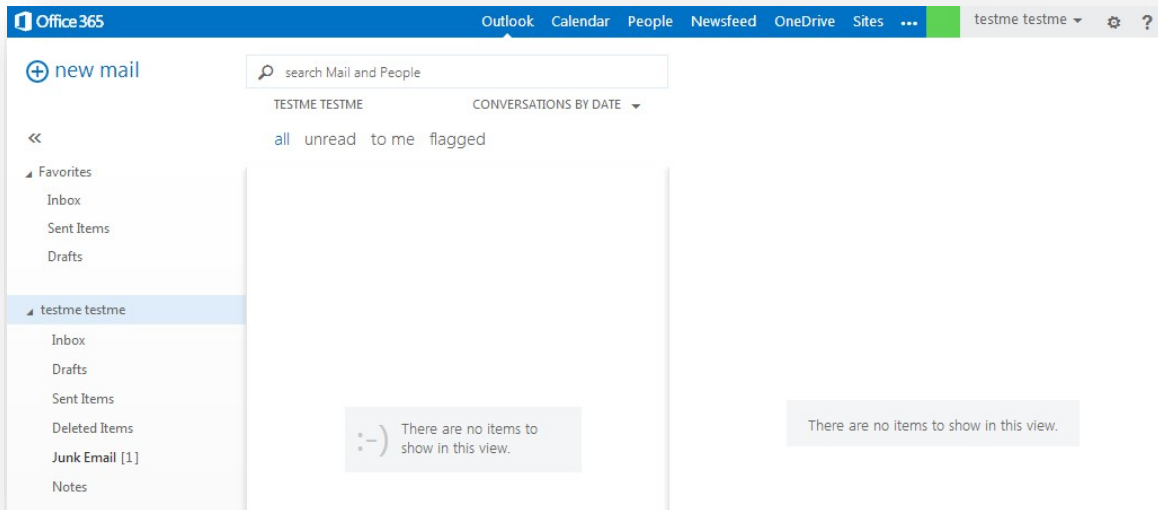 Office 365 Outlook Calendar People Newsfeed OneDrive Sites ... testme testme ?
new mail
search Mail and People
TESTME TESTME CONVERSATIONS BY DATE
all unread to me flagged
Favorites
Inbox
Sent Items
Drafts
testme testme
Inbox
Drafts
Sent Items
Deleted Items
Junk Email [1]
Notes
:-)
There are no items to
show in this view.
There are no items to show in this view.